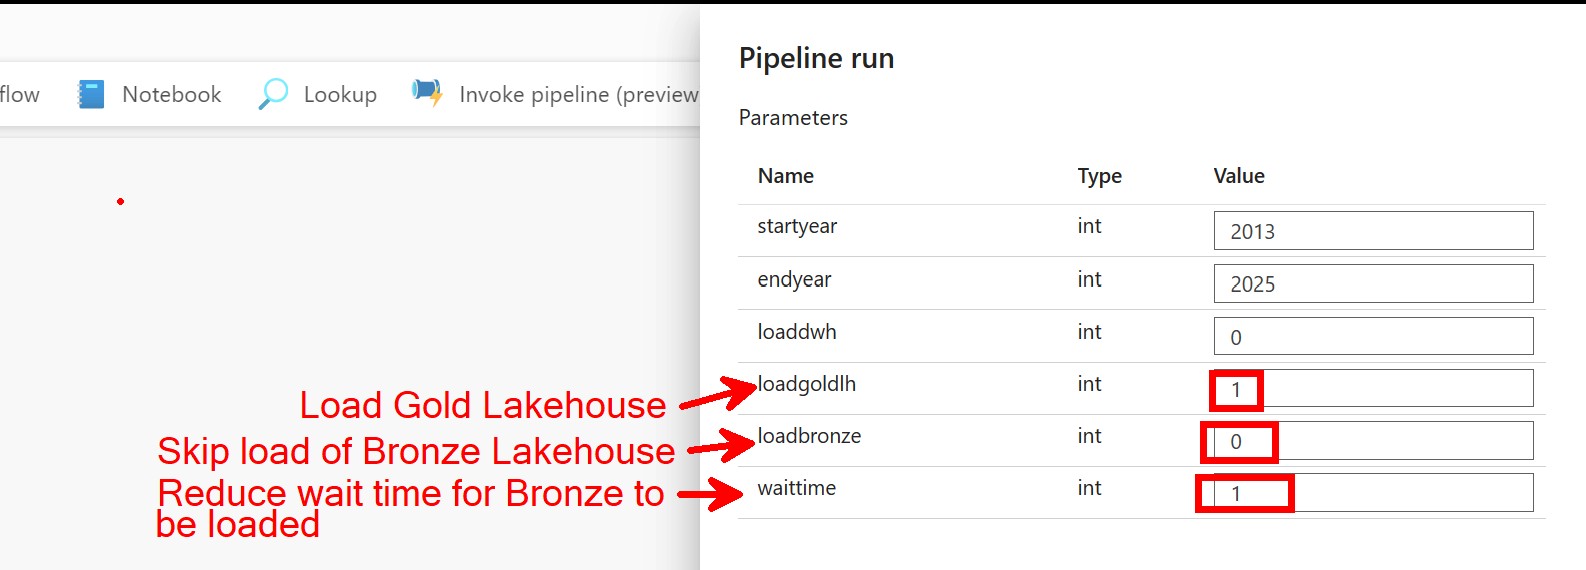 flow Notebook Lookup Invoke pipeline (preview
Pipeline run
Parameters
Name Type Value
startyear int 2013
endyear int 2025
loaddwh int 0
Load Gold Lakehouse loadgoldlh int 1
Skip load of Bronze Lakehouse loadbronze int 0
Reduce wait time for Bronze to waittime int 1
be loaded